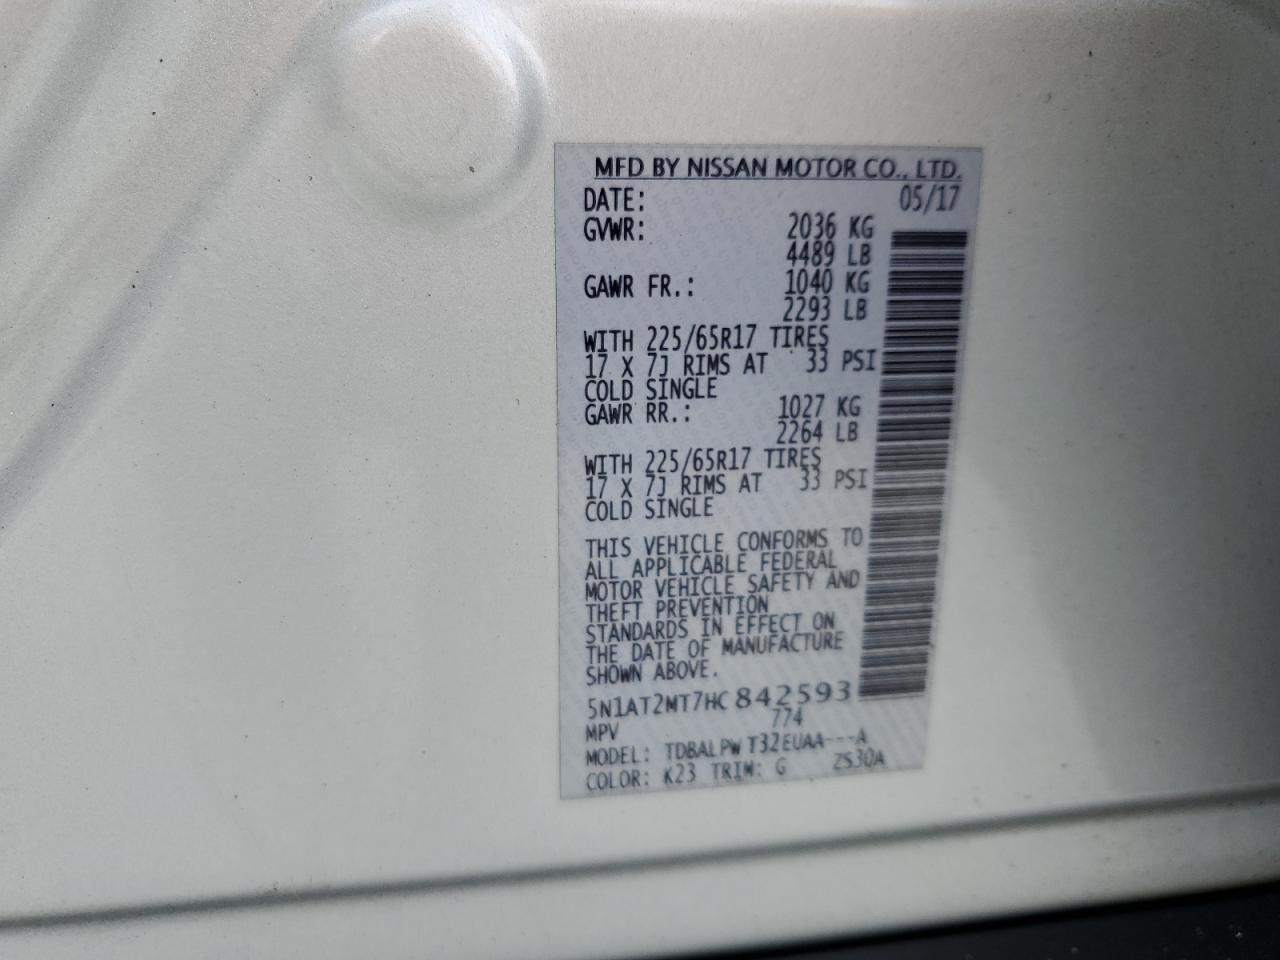 MFD BY NISSAN MOTOR CO., LTD.
DATE: 05/17
GVWR: 2036 KG
4489 LB
GAWR FR.: 1040 KG
2293 LB
WITH 225/65R17 TIRES
17 X 7J RIMS AT 33 PSI
COLD SINGLE
GAWR RR.: 1027 KG
2264 LB
WITH 225/65R17 TIRES
17 X 7J RIMS AT 33 PSI
COLD SINGLE
THIS VEHICLE CONFORMS TO
ALL APPLICABLE FEDERAL
MOTOR VEHICLE SAFETY AND
THEFT PREVENTION
STANDARDS IN EFFECT ON
THE DATE OF MANUFACTURE
SHOWN ABOVE.
5N1AT2MT7HC842593
MPV 774
MODEL: TDBALPW T32EUAA---A
COLOR: K23 TRIM: G ZS30A